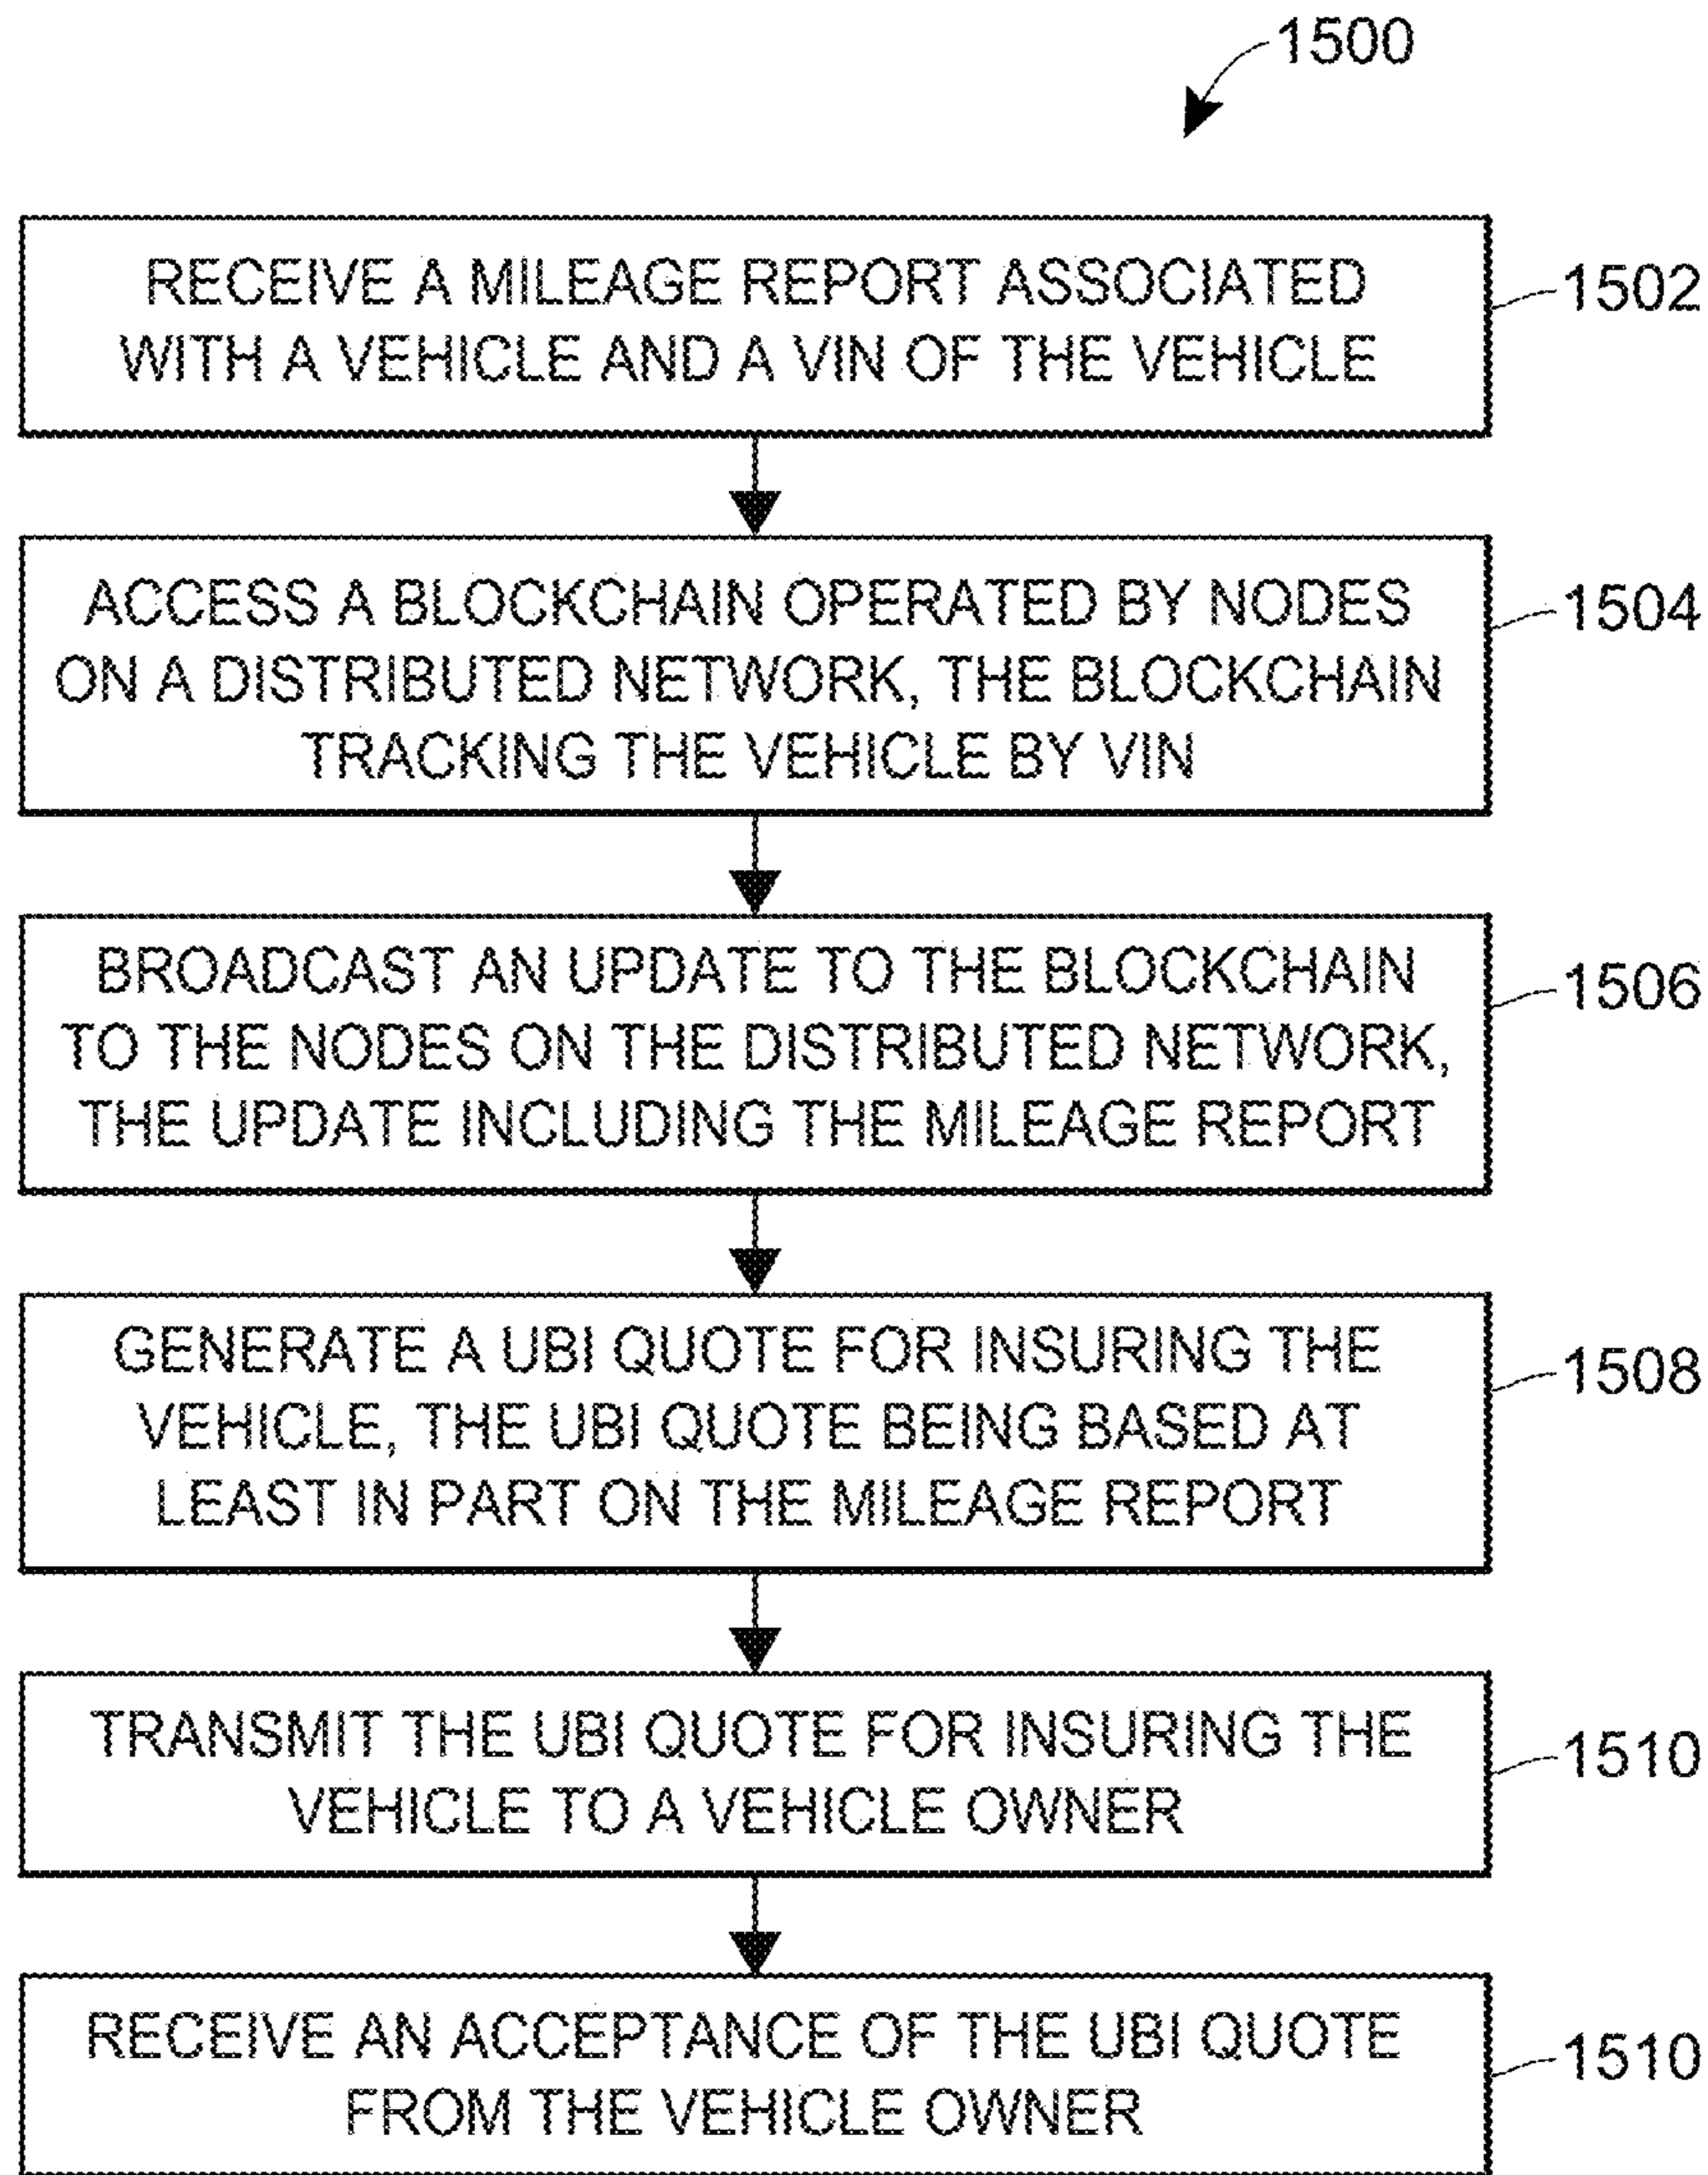 1500
RECEIVE A MILEAGE REPORT ASSOCIATED
WITH A VEHICLE AND A VIN OF THE VEHICLE
1502
ACCESS A BLOCKCHAIN OPERATED BY NODES
ON A DISTRIBUTED NETWORK, THE BLOCKCHAIN
TRACKING THE VEHICLE BY VIN
1504
BROADCAST AN UPDATE TO THE BLOCKCHAIN
TO THE NODES ON THE DISTRIBUTED NETWORK,
THE UPDATE INCLUDING THE MILEAGE REPORT
1506
GENERATE A UBI QUOTE FOR INSURING THE
VEHICLE, THE UBI QUOTE BEING BASED AT
LEAST IN PART ON THE MILEAGE REPORT
1508
TRANSMIT THE UBI QUOTE FOR INSURING THE
VEHICLE TO A VEHICLE OWNER
1510
RECEIVE AN ACCEPTANCE OF THE UBI QUOTE
FROM THE VEHICLE OWNER
1510